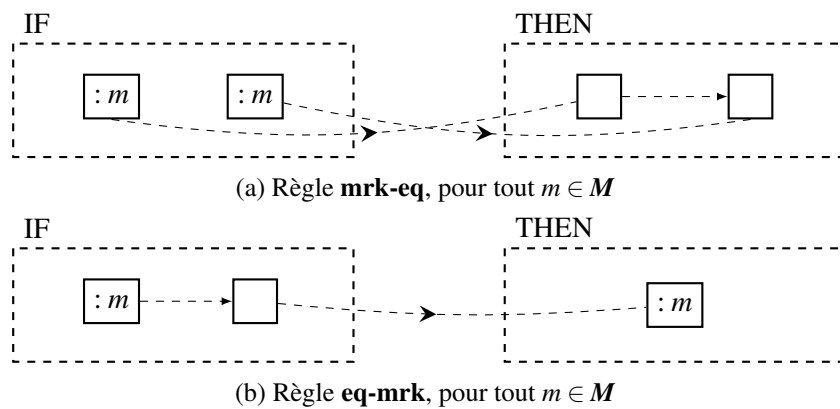 IF THEN
: m : m
(a) Règle mrk-eq, pour tout m ∈ M
IF THEN
: m : m
(b) Règle eq-mrk, pour tout m ∈ M